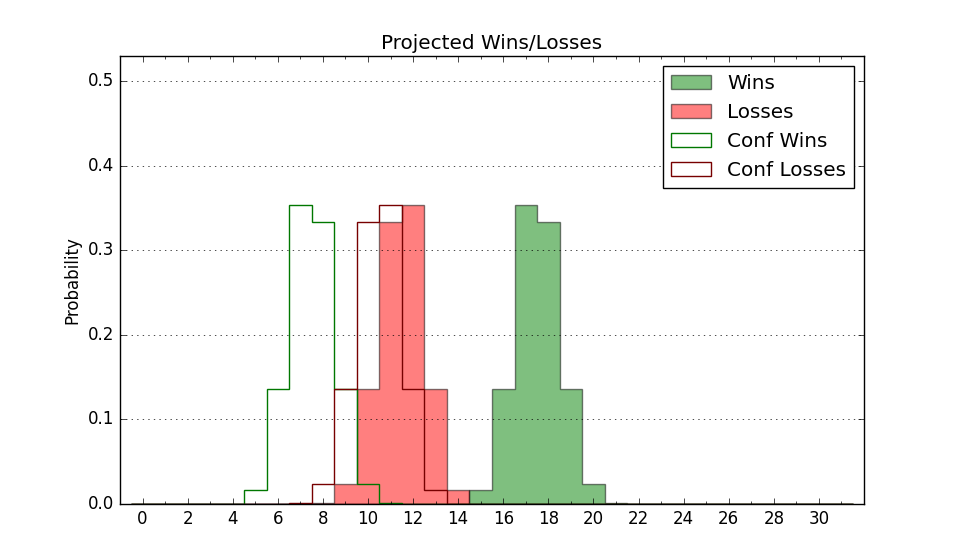 Projected Wins/Losses
Wins
Losses
Conf Wins
Conf Losses
Probability
0.5
0.4
0.3
0.2
0.1
0.0
0 2 4 6 8 10 12 14 16 18 20 22 24 26 28 30